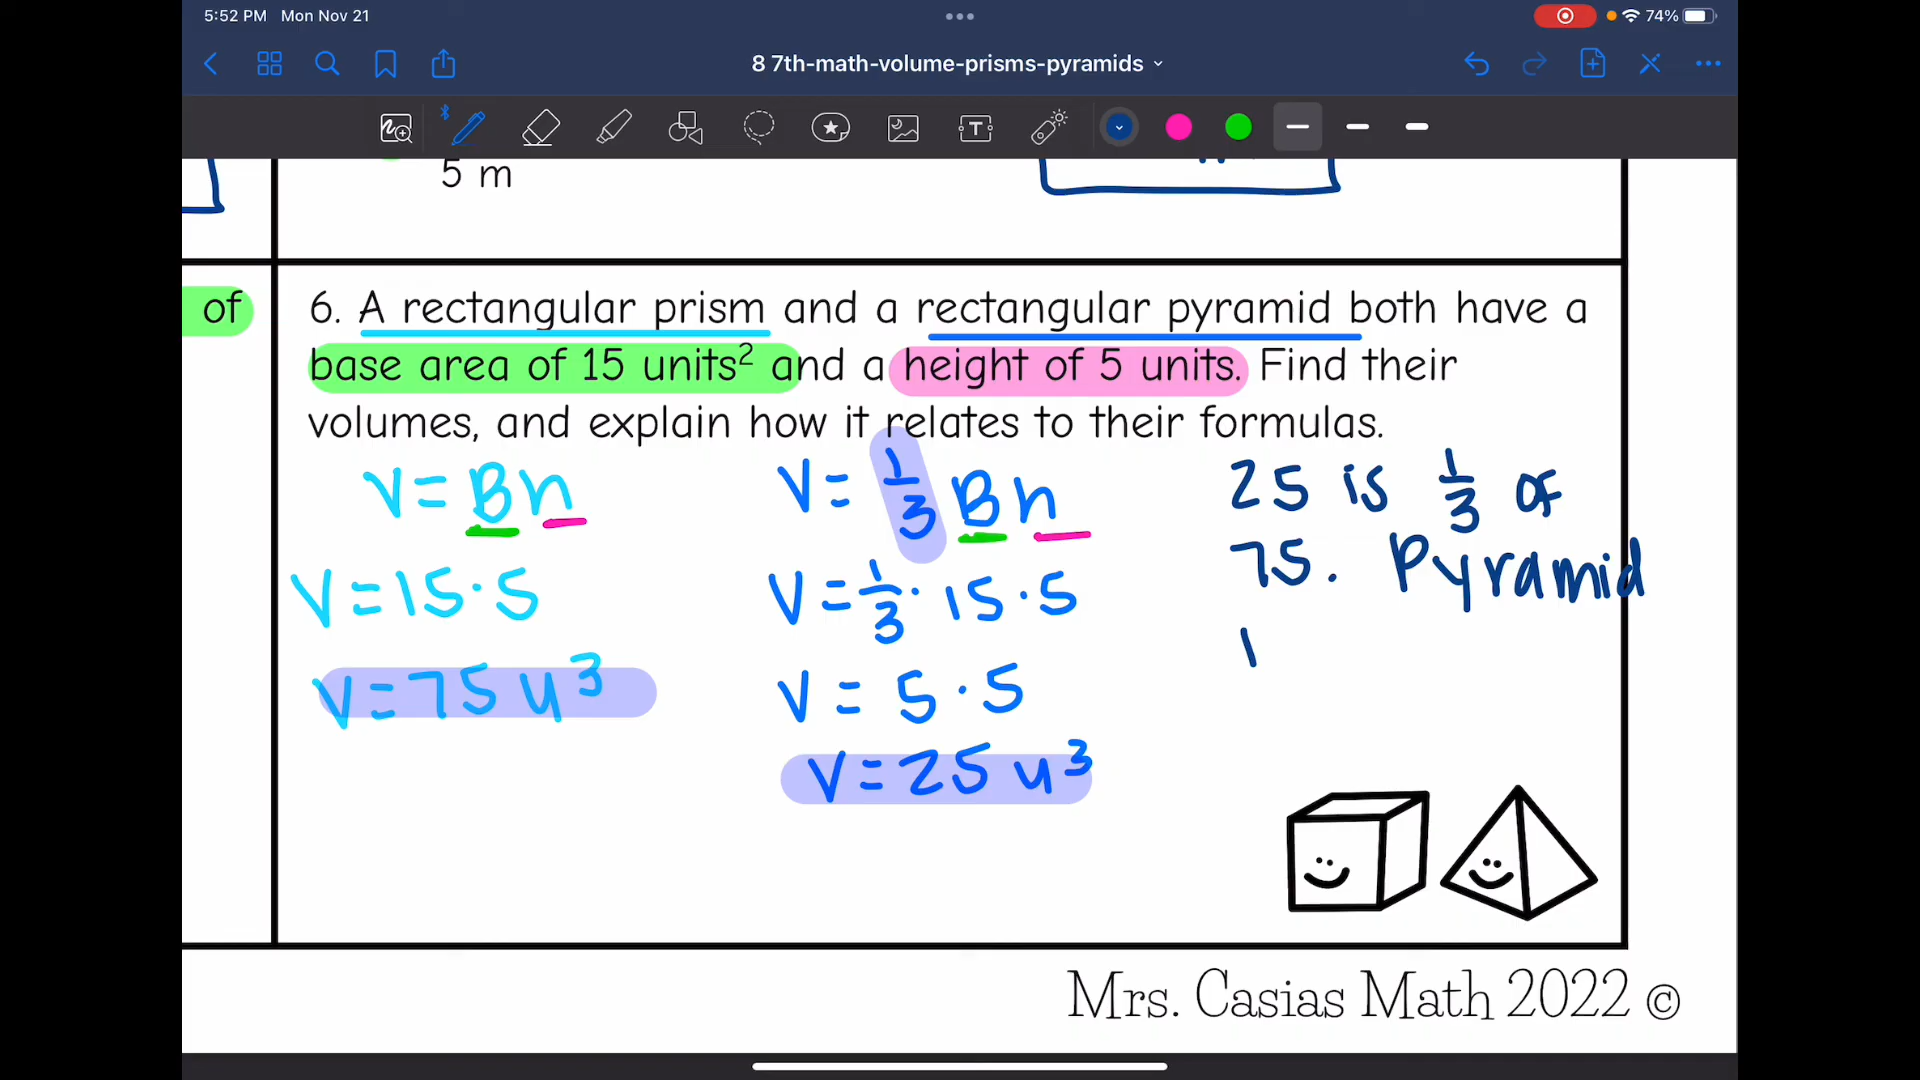 5:52 PM Mon Nov 21
74%
8 7th-math-volume-prisms-pyramids
5 m
of
6. A rectangular prism and a rectangular pyramid both have a
base area of 15 units² and a height of 5 units. Find their
volumes, and explain how it relates to their formulas.
V = Bh
V = 15 · 5
V = 75 u³
V = 1/3 Bh
V = 1/3 · 15 · 5
V = 5 · 5
V = 25 u³
25 is 1/3 of
75. Pyramid
Mrs. Casias Math 2022 ©